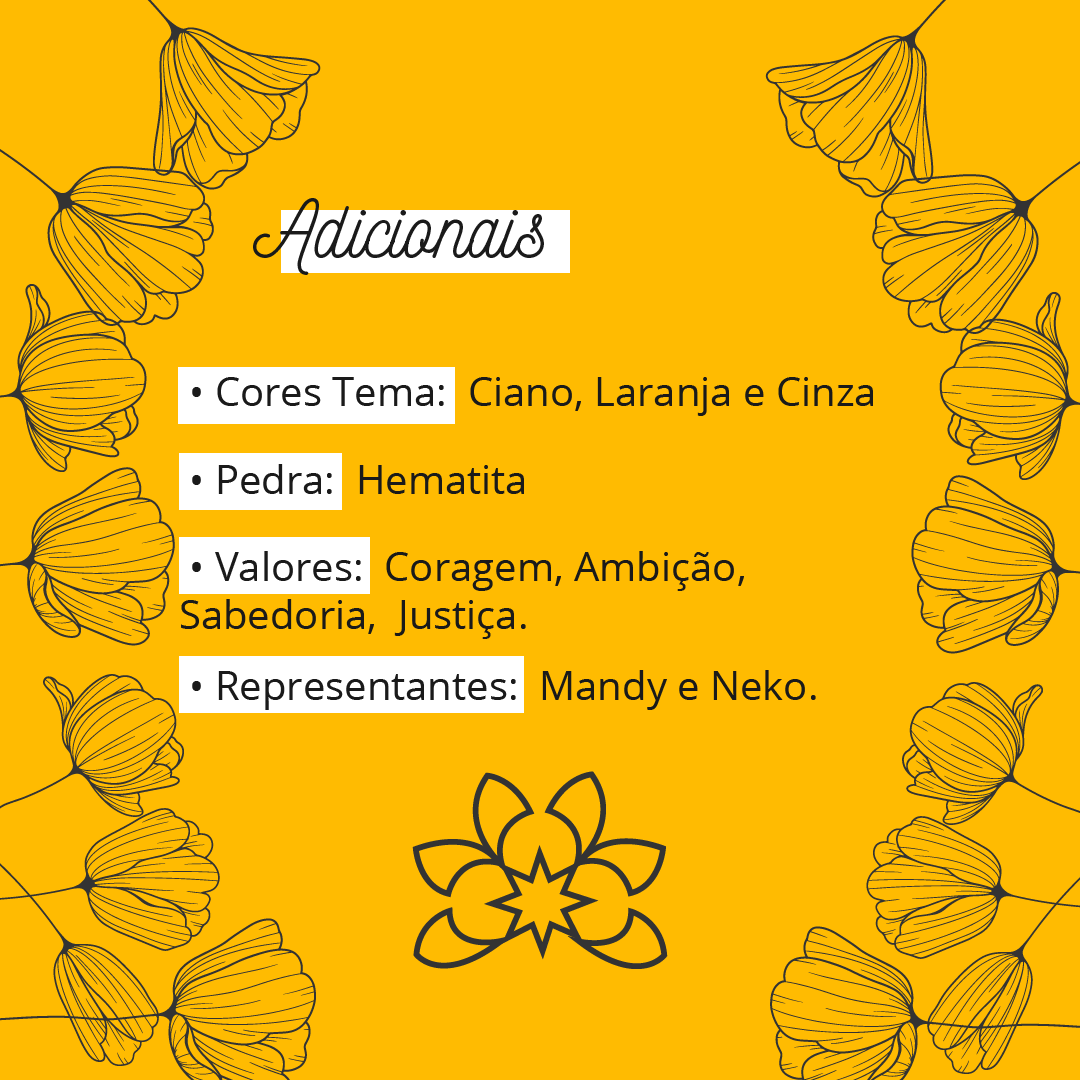 Adicionais
• Cores Tema: Ciano, Laranja e Cinza
• Pedra: Hematita
• Valores: Coragem, Ambição,
Sabedoria, Justiça.
• Representantes: Mandy e Neko.